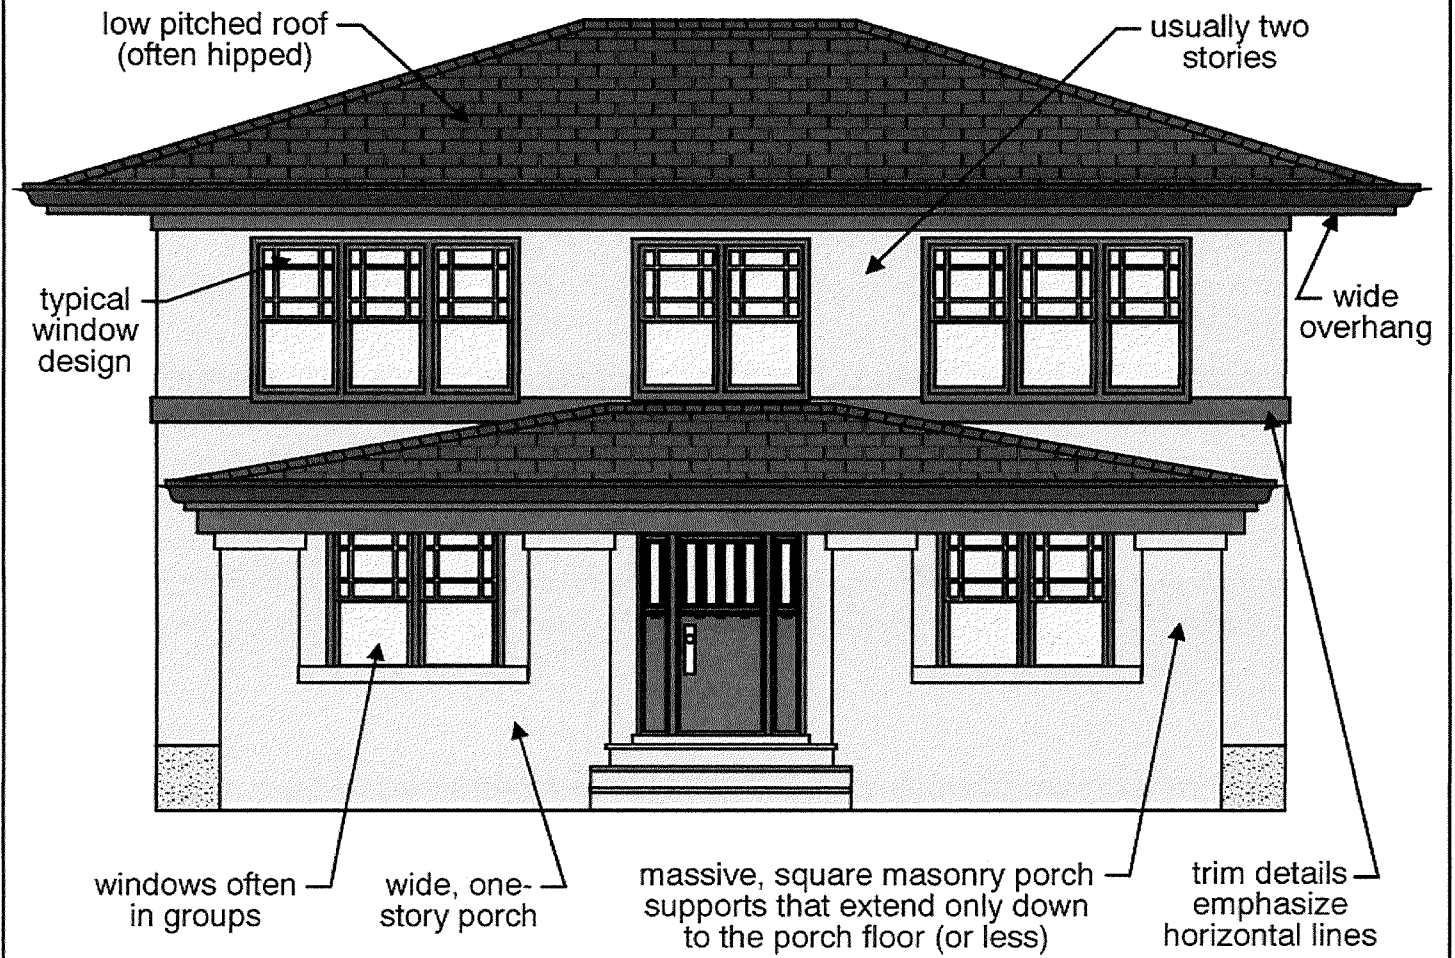 low pitched roof
(often hipped)
usually two
stories
typical
window
design
wide
overhang
windows often
in groups
wide, one-
story porch
massive, square masonry porch
supports that extend only down
to the porch floor (or less)
trim details
emphasize
horizontal lines